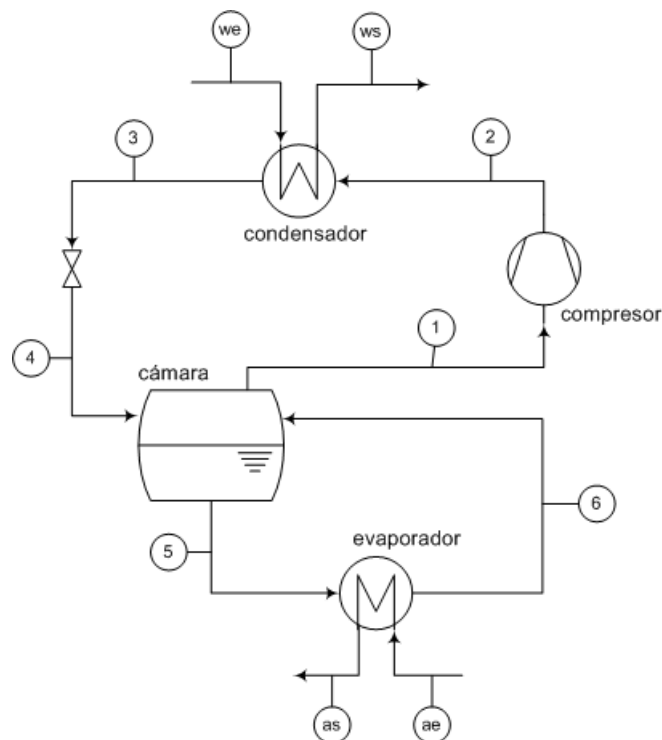 we
ws
3
2
condensador
compresor
1
4
cámara
6
5
evaporador
as
ae